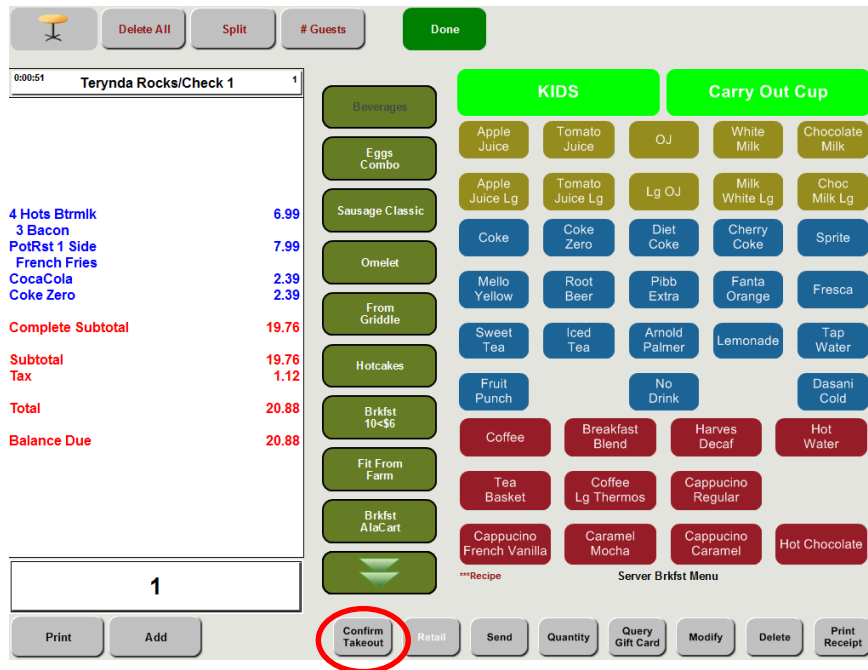 Delete All
Split
# Guests
Done
0:00:51
Terynda Rocks/Check 1
1
4 Hots Btrmlk 6.99
3 Bacon
PotRst 1 Side 7.99
French Fries
CocaCola 2.39
Coke Zero 2.39
Complete Subtotal 19.76
Subtotal 19.76
Tax 1.12
Total 20.88
Balance Due 20.88
1
Print
Add
Beverages
Eggs
Combo
Sausage Classic
Omelet
From
Griddle
Hotcakes
Brkfst
10<$6
Fit From
Farm
Brkfst
AlaCart
KIDS
Carry Out Cup
Apple
Juice
Tomato
Juice
OJ
White
Milk
Chocolate
Milk
Apple
Juice Lg
Tomato
Juice Lg
Lg OJ
Milk
White Lg
Choc
Milk Lg
Coke
Coke
Zero
Diet
Coke
Cherry
Coke
Sprite
Mello
Yellow
Root
Beer
Pibb
Extra
Fanta
Orange
Fresca
Sweet
Tea
Iced
Tea
Arnold
Palmer
Lemonade
Tap
Water
Fruit
Punch
No
Drink
Dasani
Cold
Coffee
Breakfast
Blend
Harves
Decaf
Hot
Water
Tea
Basket
Coffee
Lg Thermos
Cappucino
Regular
Cappucino
French Vanilla
Caramel
Mocha
Cappucino
Caramel
Hot Chocolate
***Recipe
Server Brkfst Menu
Confirm
Takeout
Retail
Send
Quantity
Query
Gift Card
Modify
Delete
Print
Receipt